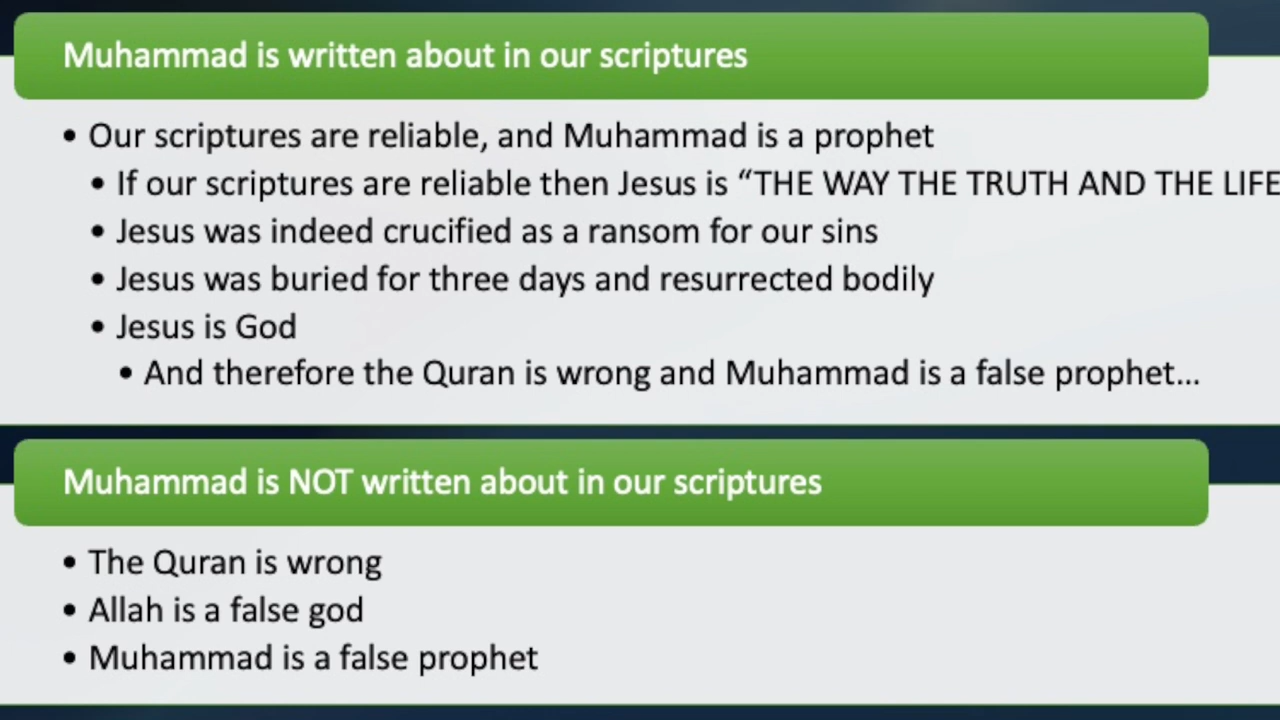 Muhammad is written about in our scriptures
• Our scriptures are reliable, and Muhammad is a prophet
• If our scriptures are reliable then Jesus is “THE WAY THE TRUTH AND THE LIFE
• Jesus was indeed crucified as a ransom for our sins
• Jesus was buried for three days and resurrected bodily
• Jesus is God
• And therefore the Quran is wrong and Muhammad is a false prophet...
Muhammad is NOT written about in our scriptures
• The Quran is wrong
• Allah is a false god
• Muhammad is a false prophet